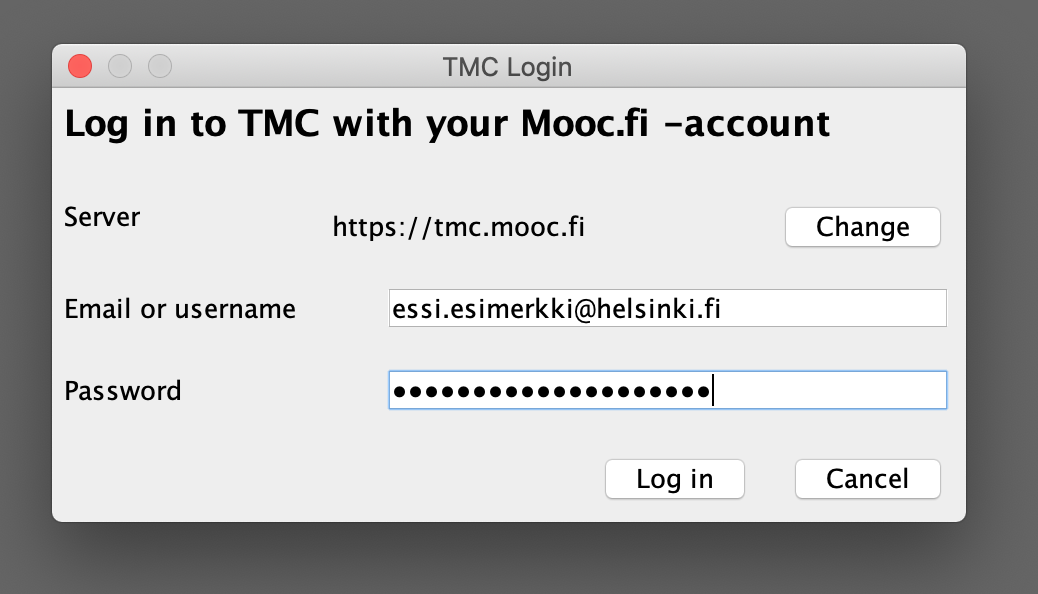 TMC Login
Log in to TMC with your Mooc.fi -account
Server
https://tmc.mooc.fi
Change
Email or username
essi.esimerkki@helsinki.fi
Password
••••••••••••••••••••
Log in
Cancel